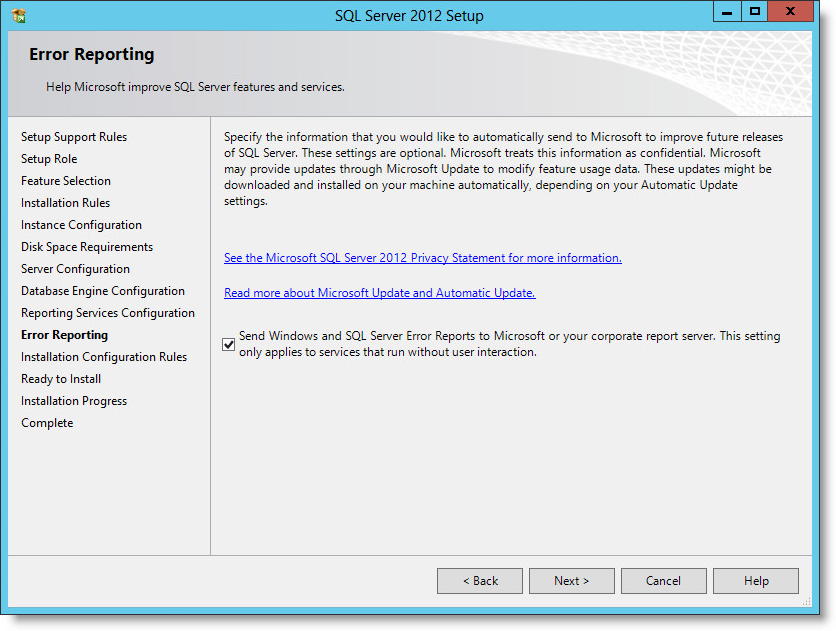 SQL Server 2012 Setup
Error Reporting
Help Microsoft improve SQL Server features and services.
Setup Support Rules
Setup Role
Feature Selection
Installation Rules
Instance Configuration
Disk Space Requirements
Server Configuration
Database Engine Configuration
Reporting Services Configuration
Error Reporting
Installation Configuration Rules
Ready to Install
Installation Progress
Complete
Specify the information that you would like to automatically send to Microsoft to improve future releases
of SQL Server. These settings are optional. Microsoft treats this information as confidential. Microsoft
may provide updates through Microsoft Update to modify feature usage data. These updates might be
downloaded and installed on your machine automatically, depending on your Automatic Update
settings.
See the Microsoft SQL Server 2012 Privacy Statement for more information.
Read more about Microsoft Update and Automatic Update.
Send Windows and SQL Server Error Reports to Microsoft or your corporate report server. This setting
only applies to services that run without user interaction.
< Back
Next >
Cancel
Help